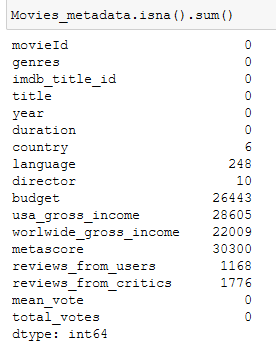 Movies_metadata.isna().sum()
movieId 0
genres 0
imdb_title_id 0
title 0
year 0
duration 0
country 6
language 248
director 10
budget 26443
usa_gross_income 28605
worlwide_gross_income 22009
metascore 30300
reviews_from_users 1168
reviews_from_critics 1776
mean_vote 0
total_votes 0
dtype: int64